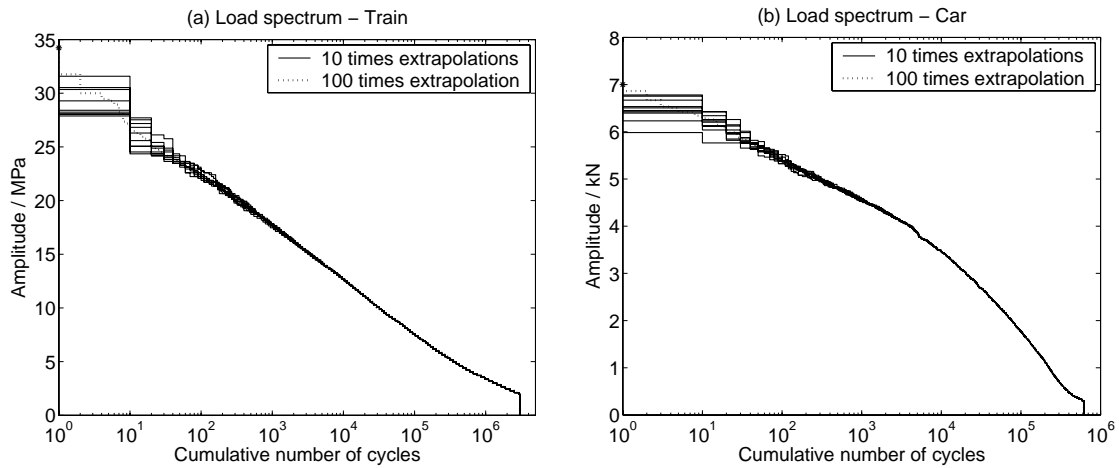 (a) Load spectrum – Train
35
30
25
20
15
10
5
0
Amplitude / MPa
10 times extrapolations
100 times extrapolation
10^0 10^1 10^2 10^3 10^4 10^5 10^6
Cumulative number of cycles
(b) Load spectrum – Car
8
7
6
5
4
3
2
1
0
Amplitude / kN
10 times extrapolations
100 times extrapolation
10^0 10^1 10^2 10^3 10^4 10^5 10^6
Cumulative number of cycles